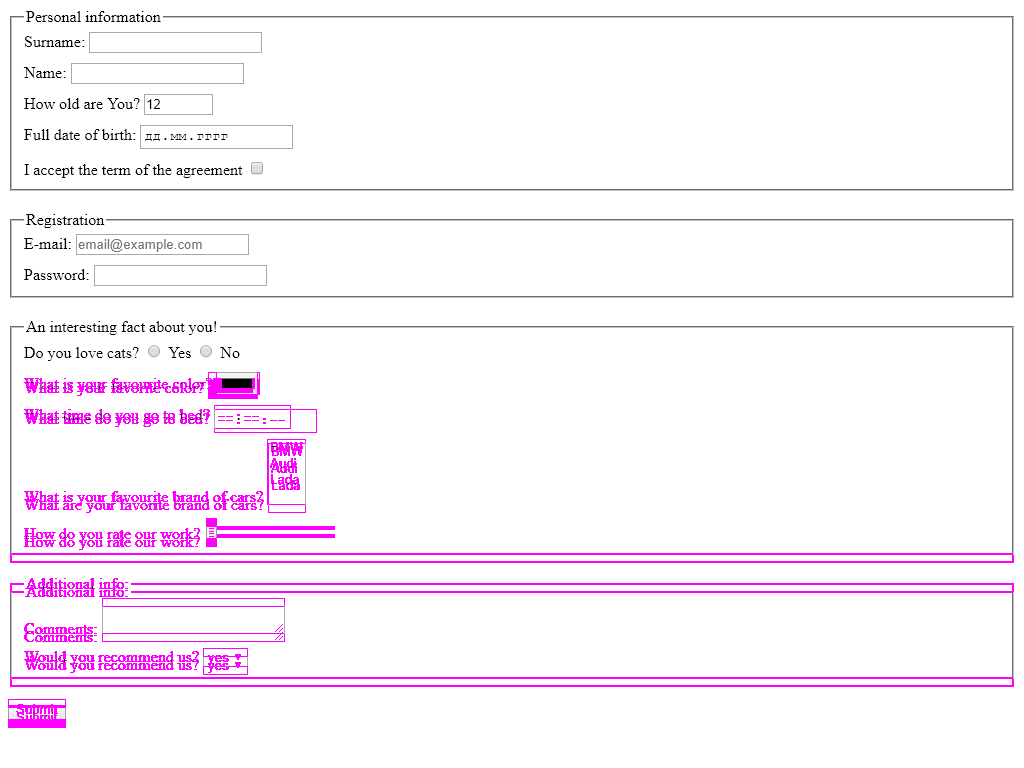 Personal information
Surname:
Name:
How old are You? 12
Full date of birth: дд.мм.гггг
I accept the term of the agreement
Registration
E-mail: email@example.com
Password:
An interesting fact about you!
Do you love cats? Yes No
What is your favourite color?
What is your favorite color?
What time do you go to bed? --:--
What time do you go to bed? --:--
BMW
BMW
Audi
Audi
Lada
Lada
What is your favourite brand of cars?
What are your favorite brand of cars?
How do you rate our work?
How do you rate our work?
Additional info:
Additional info:
Comments:
Comments:
Would you recommend us? yes
Would you recommend us? yes
Submit
Submit